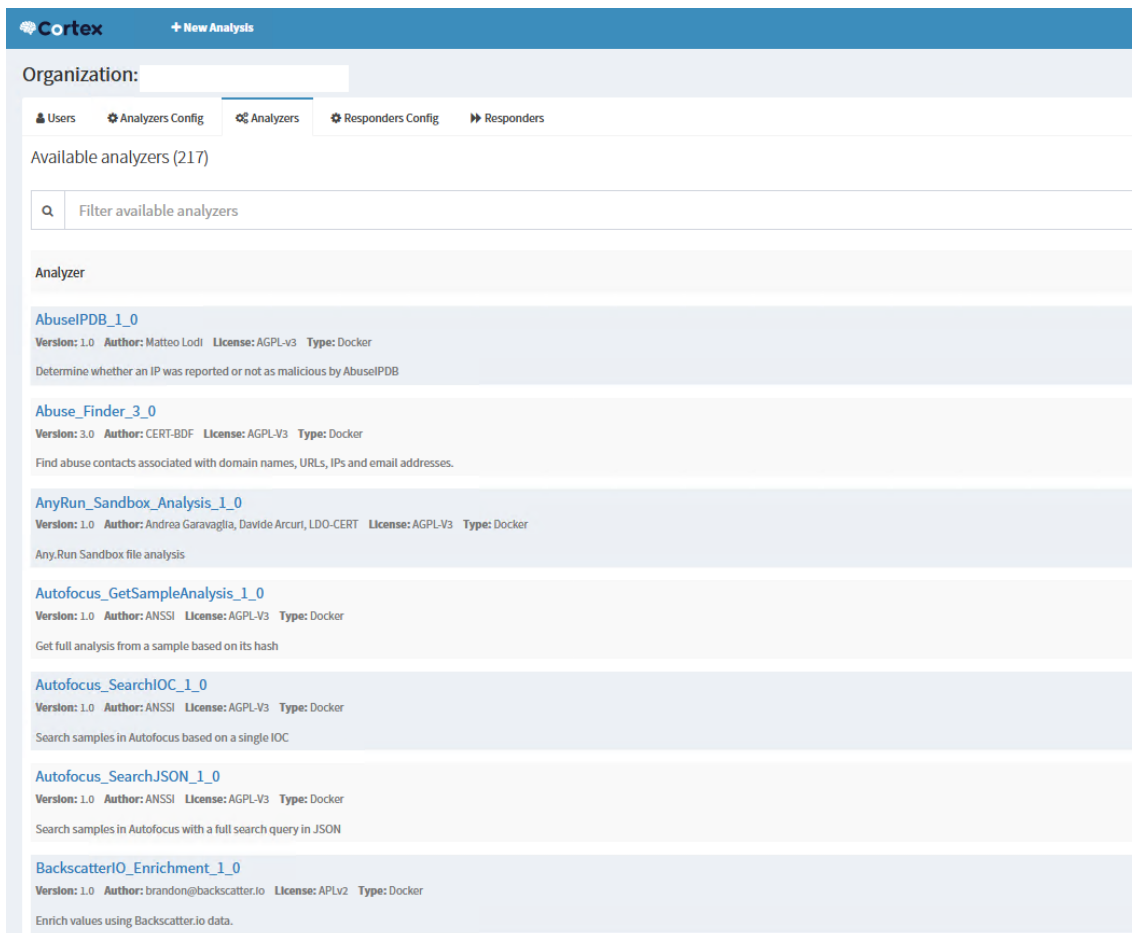 Cortex + New Analysis
Organization:
Users Analyzers Config Analyzers Responders Config Responders
Available analyzers (217)
Filter available analyzers
Analyzer
AbuseIPDB_1_0
Version: 1.0 Author: Matteo Lodi License: AGPL-v3 Type: Docker
Determine whether an IP was reported or not as malicious by AbuseIPDB
Abuse_Finder_3_0
Version: 3.0 Author: CERT-BDF License: AGPL-V3 Type: Docker
Find abuse contacts associated with domain names, URLs, IPs and email addresses.
AnyRun_Sandbox_Analysis_1_0
Version: 1.0 Author: Andrea Garavaglia, Davide Arcuri, LDO-CERT License: AGPL-V3 Type: Docker
Any.Run Sandbox file analysis
Autofocus_GetSampleAnalysis_1_0
Version: 1.0 Author: ANSSI License: AGPL-V3 Type: Docker
Get full analysis from a sample based on its hash
Autofocus_SearchIOC_1_0
Version: 1.0 Author: ANSSI License: AGPL-V3 Type: Docker
Search samples in Autofocus based on a single IOC
Autofocus_SearchJSON_1_0
Version: 1.0 Author: ANSSI License: AGPL-V3 Type: Docker
Search samples in Autofocus with a full search query in JSON
BackscatterIO_Enrichment_1_0
Version: 1.0 Author: brandon@backscatter.io License: APLv2 Type: Docker
Enrich values using Backscatter.io data.